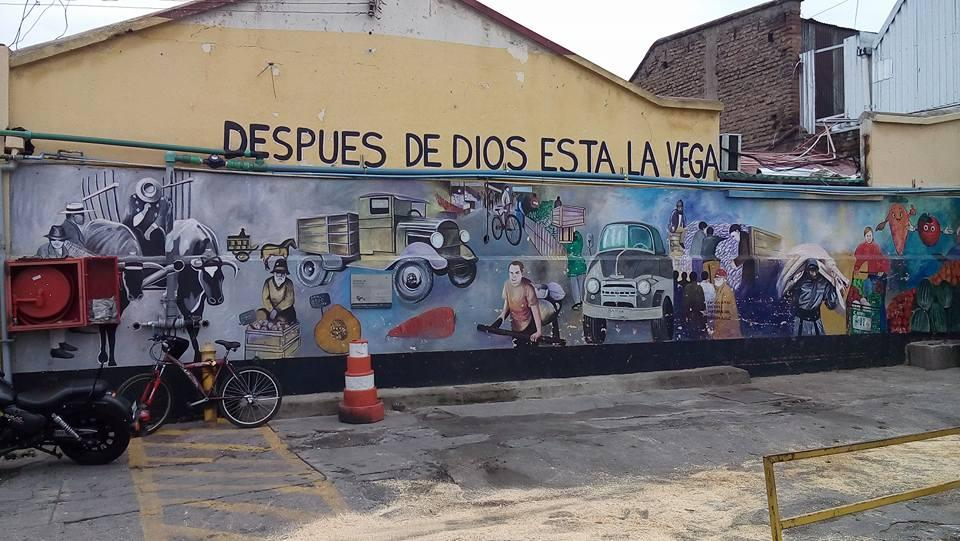 DESPUES DE DIOS ESTA LA VEGA